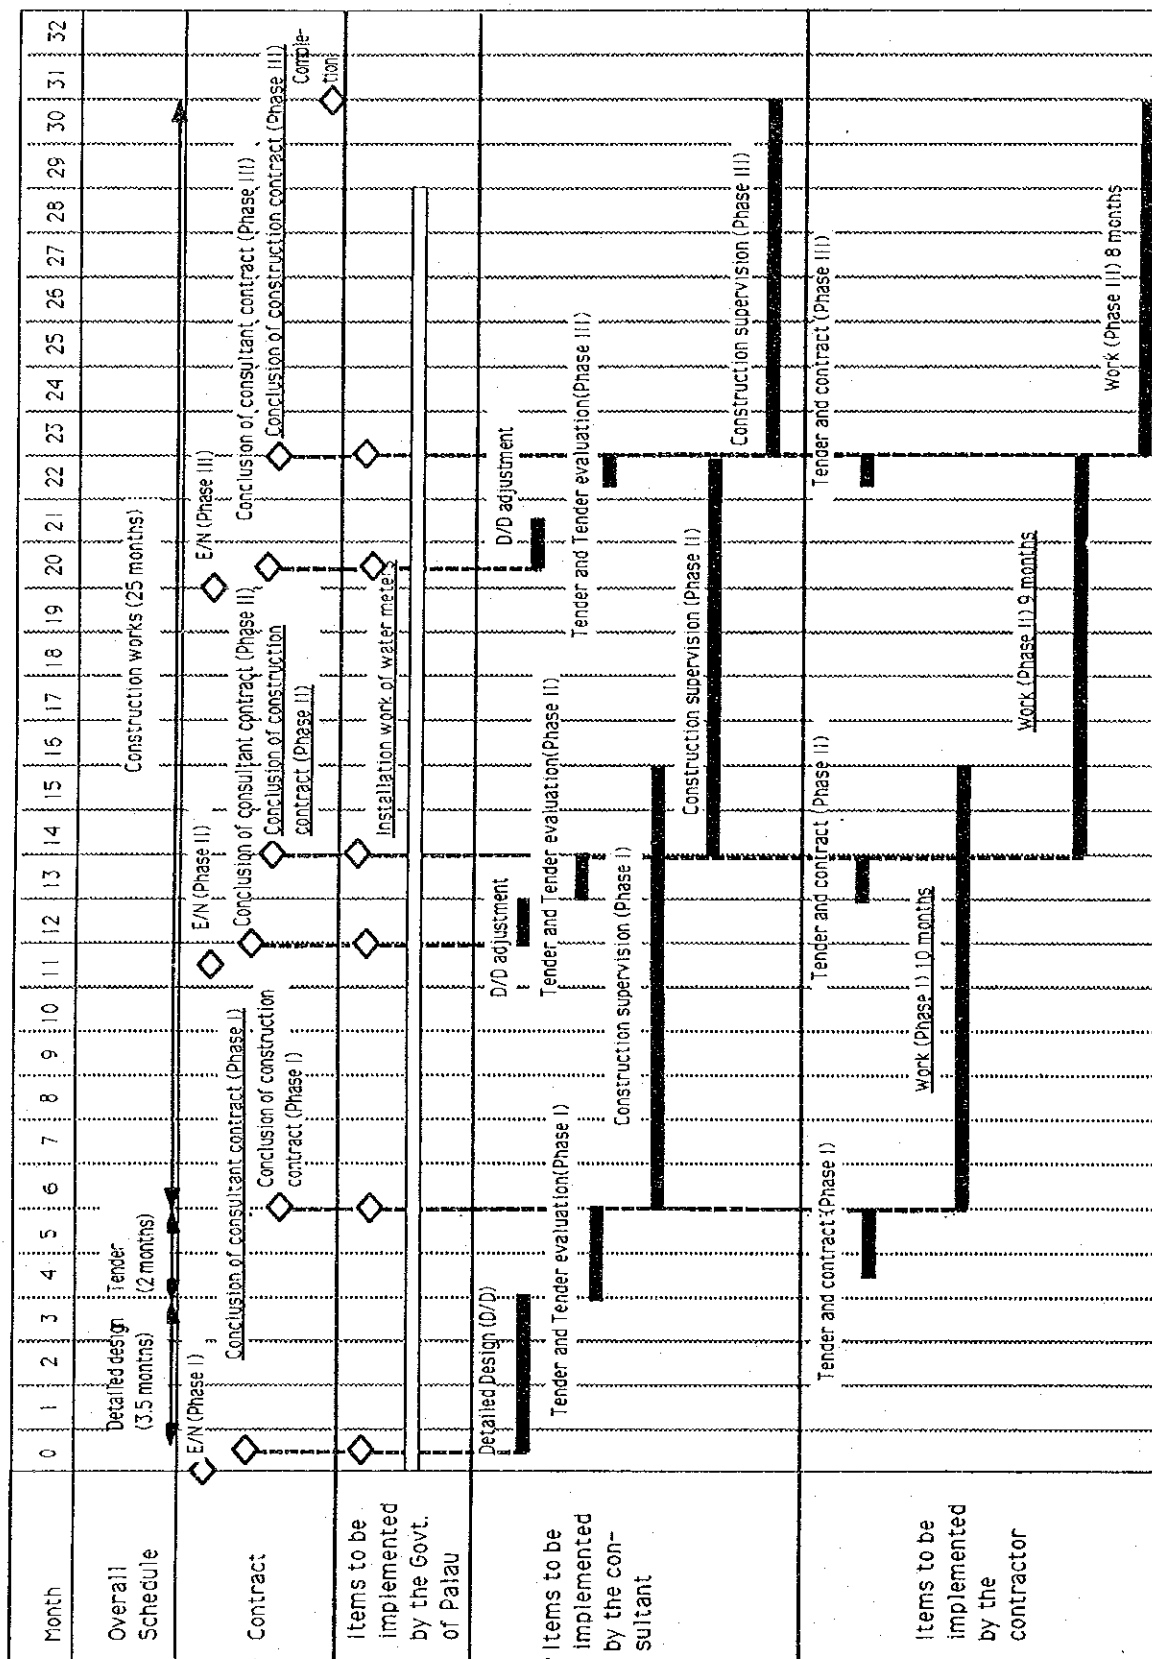 Month
0 1 2 3 4 5 6 7 8 9 10 11 12 13 14 15 16 17 18 19 20 21 22 23 24 25 26 27 28 29 30 31 32
Overall
Schedule
Detailed design
(3.5 months)
Tender
(2 months)
Construction works (25 months)
Contract
E/N (Phase I)
E/N (Phase II)
E/N (Phase III)
Conclusion of consultant contract (Phase I)
Conclusion of construction
contract (Phase I)
Conclusion of consultant contract (Phase II)
Conclusion of construction
contract (Phase II)
Conclusion of consultant contract (Phase III)
Conclusion of construction contract (Phase III)
Comple-
tion
Items to be
implemented
by the Govt.
of Palau
Installation work of water meters
Items to be
implemented
by the con-
sultant
Detailed Design (D/D)
D/D adjustment
D/D adjustment
Tender and Tender evaluation(Phase I)
Tender and Tender evaluation(Phase II)
Tender and Tender evaluation(Phase III)
Construction supervision (Phase I)
Construction supervision (Phase I)
Construction supervision (Phase III)
Items to be
implemented
by the
contractor
Tender and contract (Phase I)
Tender and contract (Phase II)
Tender and contract (Phase III)
Work (Phase I) 10 months
Work (Phase II) 9 months
Work (Phase III) 8 months